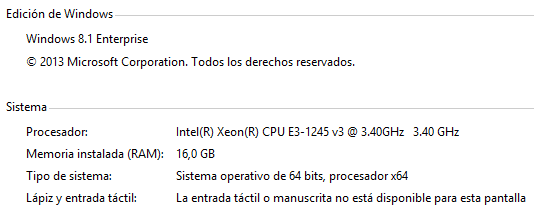 Edición de Windows
Windows 8.1 Enterprise
© 2013 Microsoft Corporation. Todos los derechos reservados.
Sistema
Procesador: Intel(R) Xeon(R) CPU E3-1245 v3 @ 3.40GHz 3.40 GHz
Memoria instalada (RAM): 16,0 GB
Tipo de sistema: Sistema operativo de 64 bits, procesador x64
Lápiz y entrada táctil: La entrada táctil o manuscrita no está disponible para esta pantalla